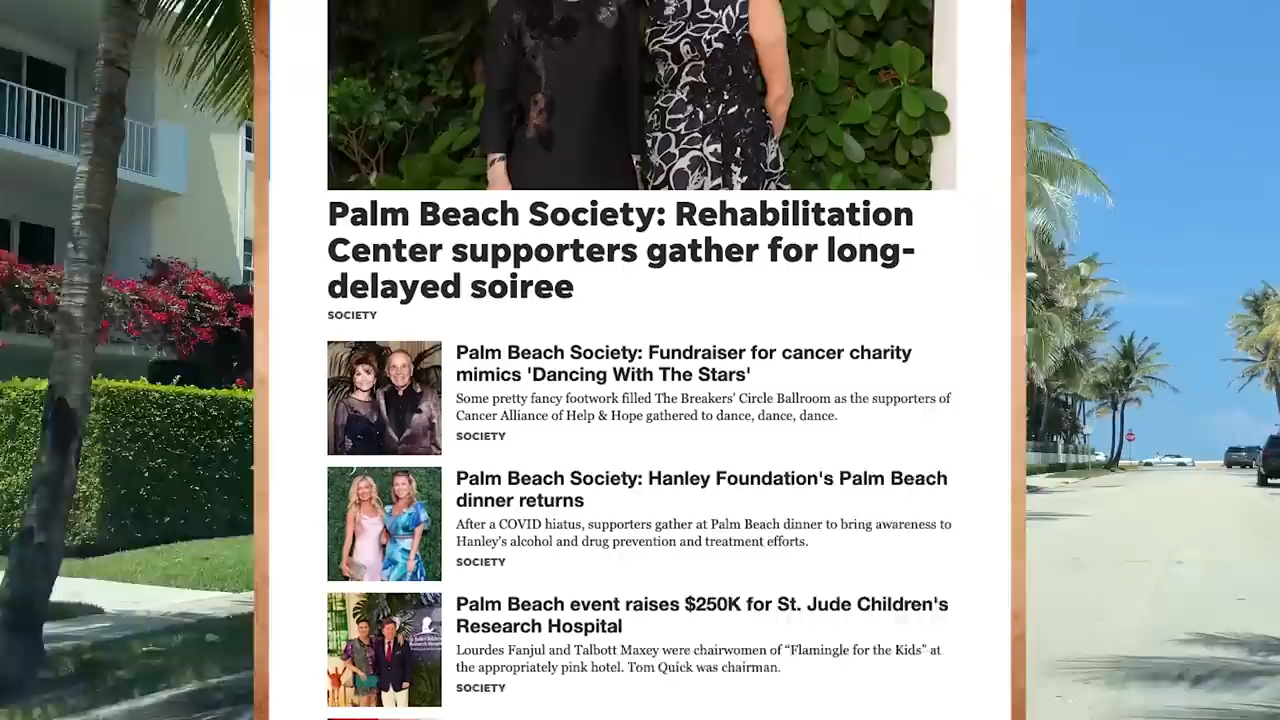 Palm Beach Society: Rehabilitation
Center supporters gather for long-
delayed soiree
SOCIETY
Palm Beach Society: Fundraiser for cancer charity
mimics 'Dancing With The Stars'
Some pretty fancy footwork filled The Breakers' Circle Ballroom as the supporters of
Cancer Alliance of Help & Hope gathered to dance, dance, dance.
SOCIETY
Palm Beach Society: Hanley Foundation's Palm Beach
dinner returns
After a COVID hiatus, supporters gather at Palm Beach dinner to bring awareness to
Hanley's alcohol and drug prevention and treatment efforts.
SOCIETY
Palm Beach event raises $250K for St. Jude Children's
Research Hospital
Lourdes Fanjul and Talbott Maxey were chairwomen of “Flamingle for the Kids” at
the appropriately pink hotel. Tom Quick was chairman.
SOCIETY